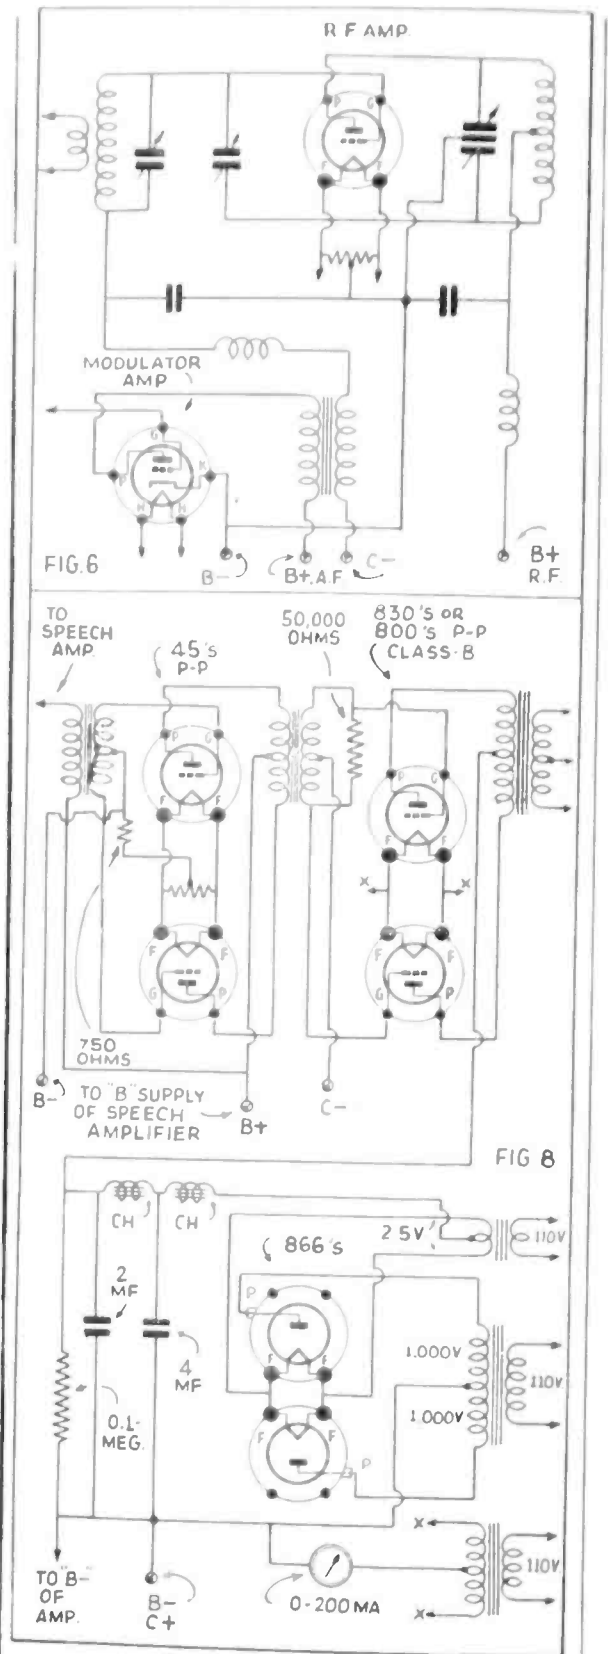 R F AMP.
P G
F F
MODULATOR
AMP
G
P K
H H
FIG.6
B-
B+.A.F
C-
B+
R.F.
TO
SPEECH
AMP.
45's
P-P
50,000
OHMS
830'S OR
800'S P-P
CLASS-B
P G
F F
P G
F F
X X
F F
G P
F F
G P
750
OHMS
B-
TO "B" SUPPLY
OF SPEECH
AMPLIFIER
B+
C-
FIG 8
CH CH
2.5V
110V
866's
2
MF
4
MF
P
F F
F F
P
1.000V
1.000V
110V
0.1-
MEG.
TO "B-"
OF
AMP.
B-
C+
0-200 MA
X
110V
X